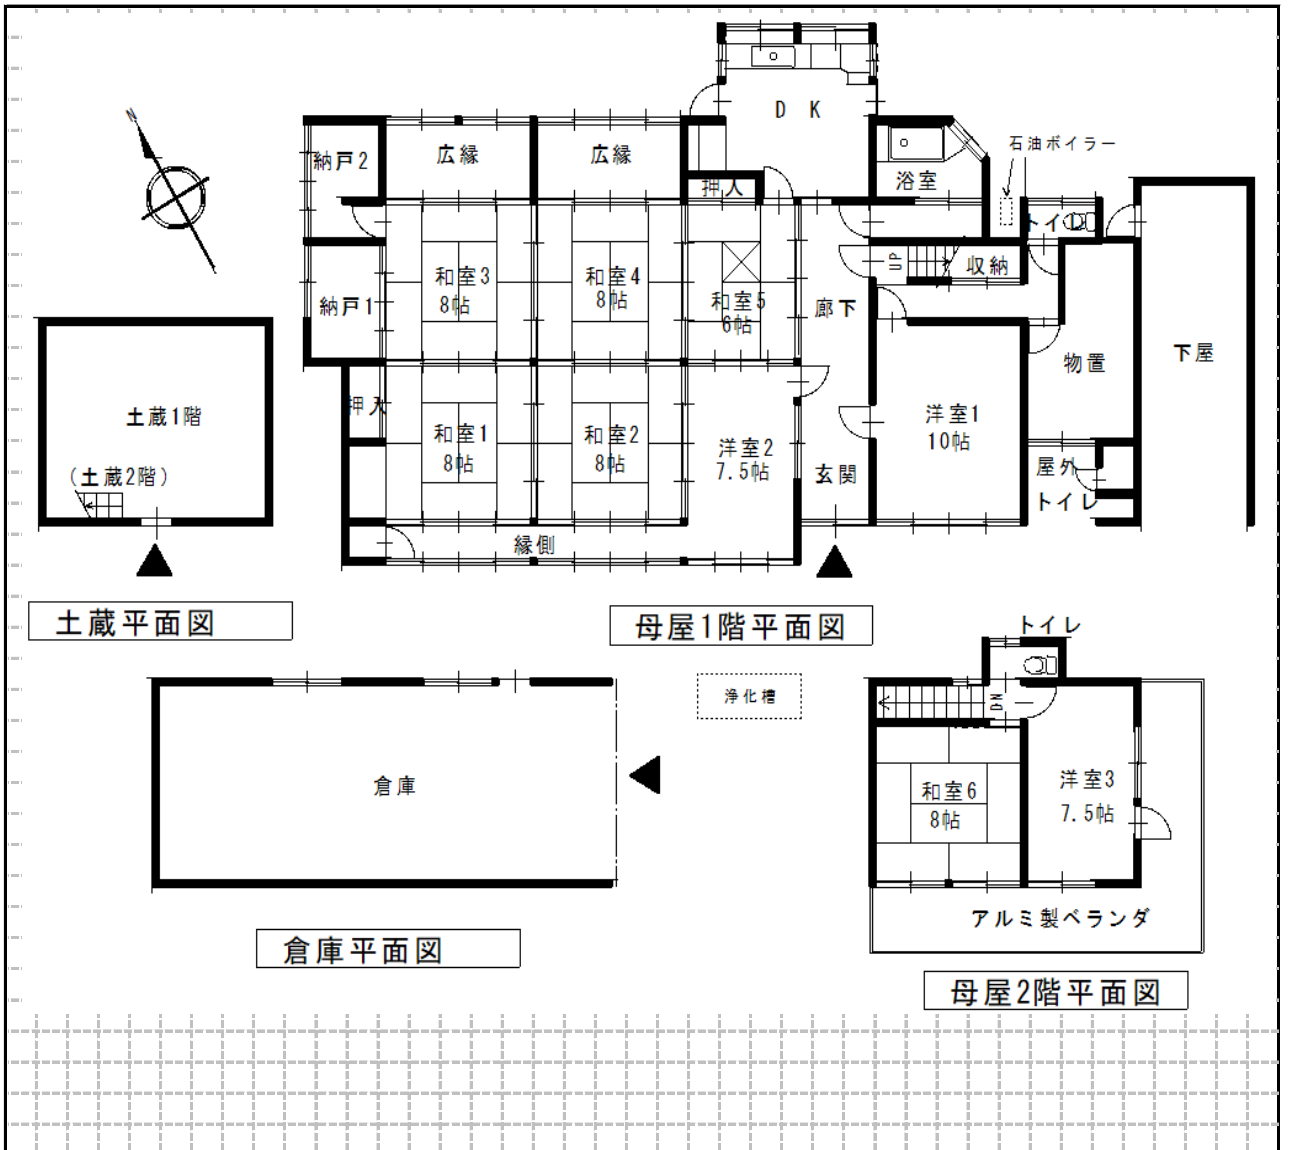 N
DK
納戸2
広縁
広縁
石油ボイラー
浴室
押入
トイレ
和室3
8帖
和室4
8帖
和室5
6帖
UP
収納
納戸1
廊下
物置
下屋
土蔵1階
(土蔵2階)
押入
和室1
8帖
和室2
8帖
洋室2
7.5帖
玄関
洋室1
10帖
屋外
トイレ
縁側
土蔵平面図
母屋1階平面図
トイレ
浄化槽
DN
倉庫
和室6
8帖
洋室3
7.5帖
アルミ製ベランダ
倉庫平面図
母屋2階平面図